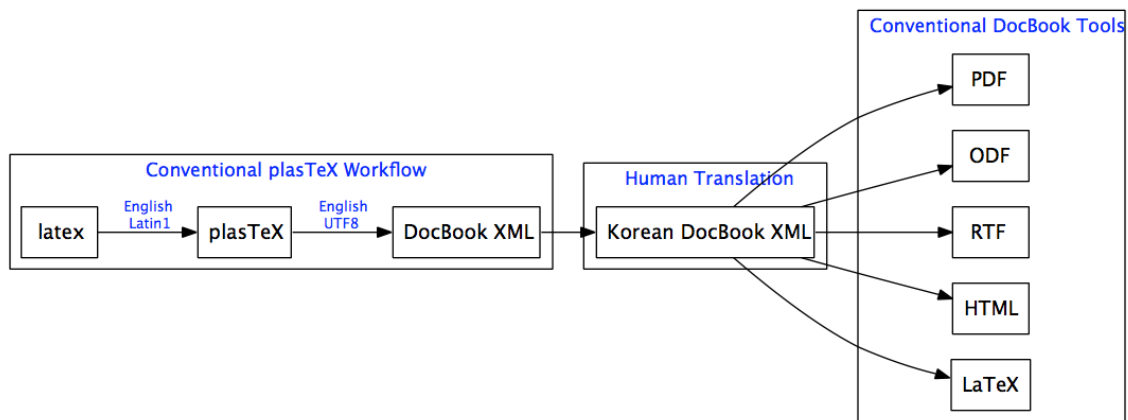 Conventional plasTeX Workflow
latex
English
Latin1
plasTeX
English
UTF8
DocBook XML
Human Translation
Korean DocBook XML
Conventional DocBook Tools
PDF
ODF
RTF
HTML
LaTeX